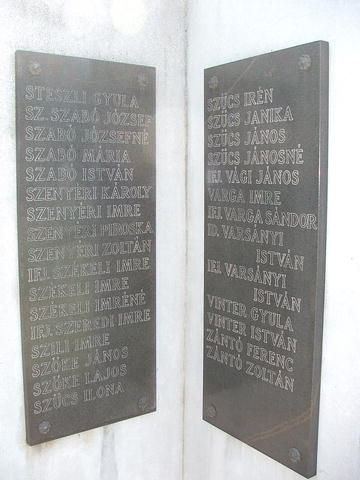 STESZLI GYULA
SZ. SZABÓ JÓZSEF
SZABÓ JÓZSEFNÉ
SZABÓ MÁRIA
SZABÓ ISTVÁN
SZENYÉRI KÁROLY
SZENYÉRI IMRE
SZENYÉRI PIROSKA
SZENYÉRI ZOLTÁN
IFJ. SZÉKELI IMRE
SZÉKELI IMRE
SZÉKELI IMRÉNÉ
IFJ. SZEREDI IMRE
SZILI IMRE
SZŐKE JÁNOS
SZŐKE LAJOS
SZŰCS ILONA
SZŰCS IRÉN
SZŰCS JANIKA
SZŰCS JÁNOS
SZŰCS JÁNOSNÉ
IFJ. VÁGI JÁNOS
VARGA IMRE
IFJ. VARGA SÁNDOR
ID. VARSÁNYI
ISTVÁN
IFJ. VARSÁNYI
ISTVÁN
VINTER GYULA
VINTER ISTVÁN
ZÁNTÓ FERENC
ZÁNTÓ ZOLTÁN